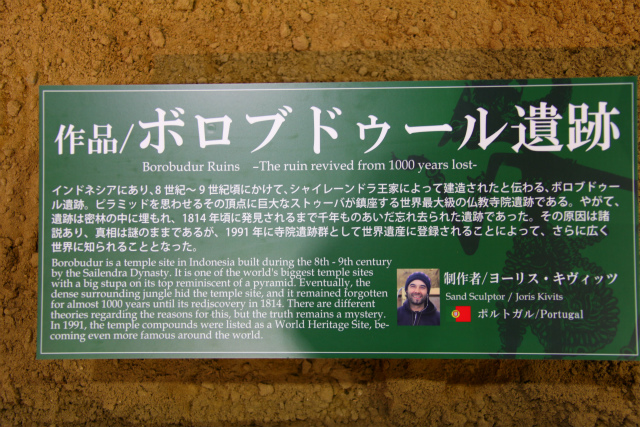 作品/ボロブドゥール遺跡
Borobudur Ruins –The ruin revived from 1000 years lost-
インドネシアにあり、8世紀～9世紀頃にかけて、シャイレーンドラ王家によって建造されたと伝わる、ボロブドゥー
ル遺跡。ピラミッドを思わせるその頂点に巨大なストゥーパが鎮座する世界最大級の仏教寺院遺跡である。やがて、
遺跡は密林の中に埋もれ、1814年頃に発見されるまで千年ものあいだ忘れ去られた遺跡であった。その原因は諸
説あり、真相は謎のままであるが、1991年に寺院遺跡群として世界遺産に登録されることによって、さらに広く
世界に知られることとなった。
Borobudur is a temple site in Indonesia built during the 8th - 9th century
by the Sailendra Dynasty. It is one of the world's biggest temple sites
with a big stupa on its top reminiscent of a pyramid. Eventually, the
dense surrounding jungle hid the temple site, and it remained forgotten
for almost 1000 years until its rediscovery in 1814. There are different
theories regarding the reasons for this, but the truth remains a mystery.
In 1991, the temple compounds were listed as a World Heritage Site, be-
coming even more famous around the world.
制作者/ヨーリス・キヴィッツ
Sand Sculptor / Joris Kivits
ポルトガル/Portugal